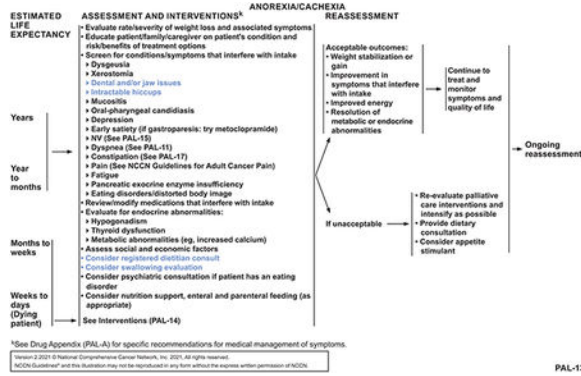 ANOREXIA/CACHEXIA
ESTIMATED
LIFE
EXPECTANCY
Years
Year
to
months
Months to
weeks
Weeks to
days
(Dying
patient)
ASSESSMENT AND INTERVENTIONSᵏ
• Evaluate rate/severity of weight loss and associated symptoms
• Educate patient/family/caregiver on patient's condition and
risk/benefits of treatment options
• Screen for conditions/symptoms that interfere with intake
Dysgeusia
Xerostomia
Dental and/or jaw issues
Intractable hiccups
Mucositis
Oral-pharyngeal candidiasis
Depression
Early satiety (if gastroparesis: try metoclopramide)
NV (See PAL-15)
Dyspnea (See PAL-11)
Constipation (See PAL-17)
Pain (See NCCN Guidelines for Adult Cancer Pain)
Fatigue
Pancreatic exocrine enzyme insufficiency
Eating disorders/distorted body image
• Review/modify medications that interfere with intake
• Evaluate for endocrine abnormalities:
Hypogonadism
Thyroid dysfunction
Metabolic abnormalities (eg, increased calcium)
• Assess social and economic factors
• Consider registered dietitian consult
• Consider swallowing evaluation
• Consider psychiatric consultation if patient has an eating
disorder
• Consider nutrition support, enteral and parenteral feeding (as
appropriate)
See Interventions (PAL-14)
REASSESSMENT
Acceptable outcomes:
• Weight stabilization or
gain
• Improvement in
symptoms that interfere
with intake
• Improved energy
• Resolution of
metabolic or endocrine
abnormalities
Continue to
treat and
monitor
symptoms and
quality of life
If unacceptable
• Re-evaluate palliative
care interventions and
intensify as possible
• Provide dietary
consultation
• Consider appetite
stimulant
Ongoing
reassessment
ᵏSee Drug Appendix (PAL-A) for specific recommendations for medical management of symptoms.
Version 2.2021 © National Comprehensive Cancer Network, Inc. 2021, All rights reserved.
NCCN Guidelines® and this illustration may not be reproduced in any form without the express written permission of NCCN.